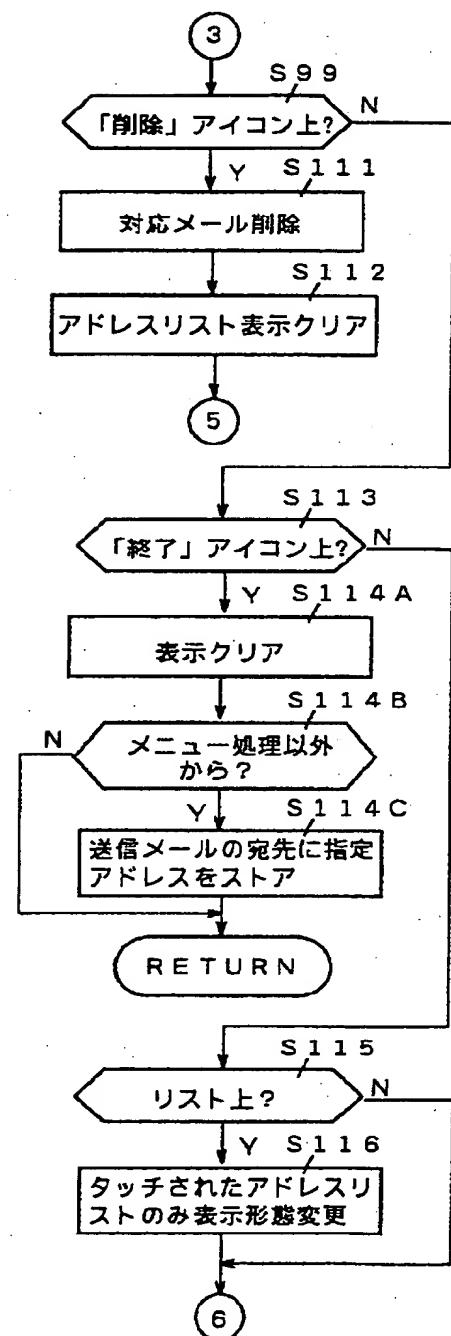 3
S99
「削除」アイコン上?
N
Y
S111
対応メール削除
S112
アドレスリスト表示クリア
5
S113
「終了」アイコン上?
N
Y
S114A
表示クリア
S114B
N
メニュー処理以外
から?
Y
S114C
送信メールの宛先に指定
アドレスをストア
RETURN
S115
リスト上?
N
Y
S116
タッチされたアドレスリ
ストのみ表示形態変更
6